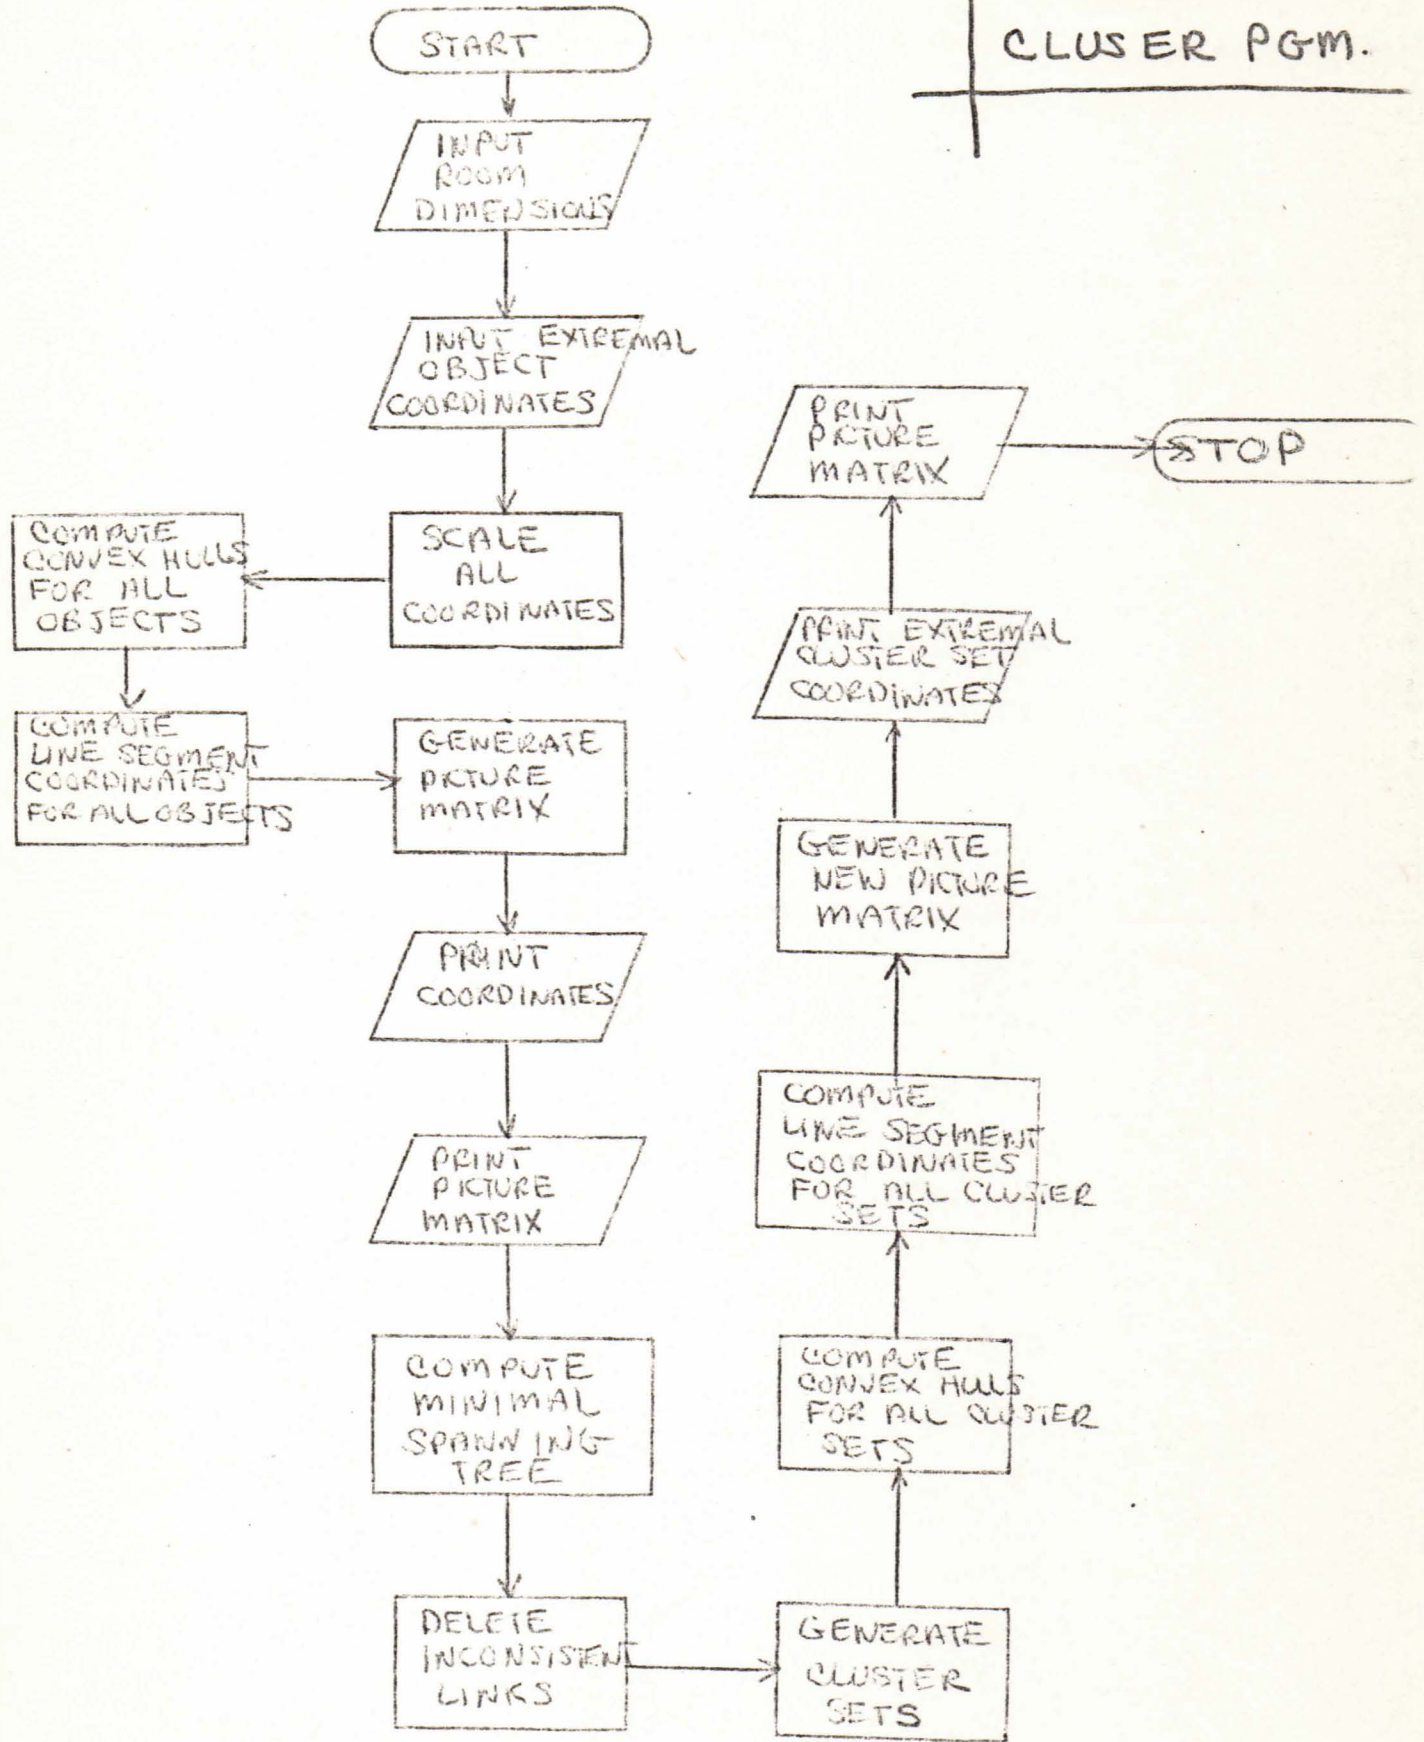 CLUSER PGM.
START
INPUT
ROOM
DIMENSIONS
INPUT EXTREMAL
OBJECT
COORDINATES
SCALE
ALL
COORDINATES
COMPUTE
CONVEX HULLS
FOR ALL
OBJECTS
COMPUTE
LINE SEGMENT
COORDINATES
FOR ALL OBJECTS
GENERATE
PICTURE
MATRIX
PRINT
COORDINATES
PRINT
PICTURE
MATRIX
COMPUTE
MINIMAL
SPANNING
TREE
DELETE
INCONSISTENT
LINKS
GENERATE
CLUSTER
SETS
COMPUTE
CONVEX HULLS
FOR ALL CLUSTER
SETS
COMPUTE
LINE SEGMENT
COORDINATES
FOR ALL CLUSTER
SETS
GENERATE
NEW PICTURE
MATRIX
PRINT EXTREMAL
CLUSTER SET
COORDINATES
PRINT
PICTURE
MATRIX
STOP